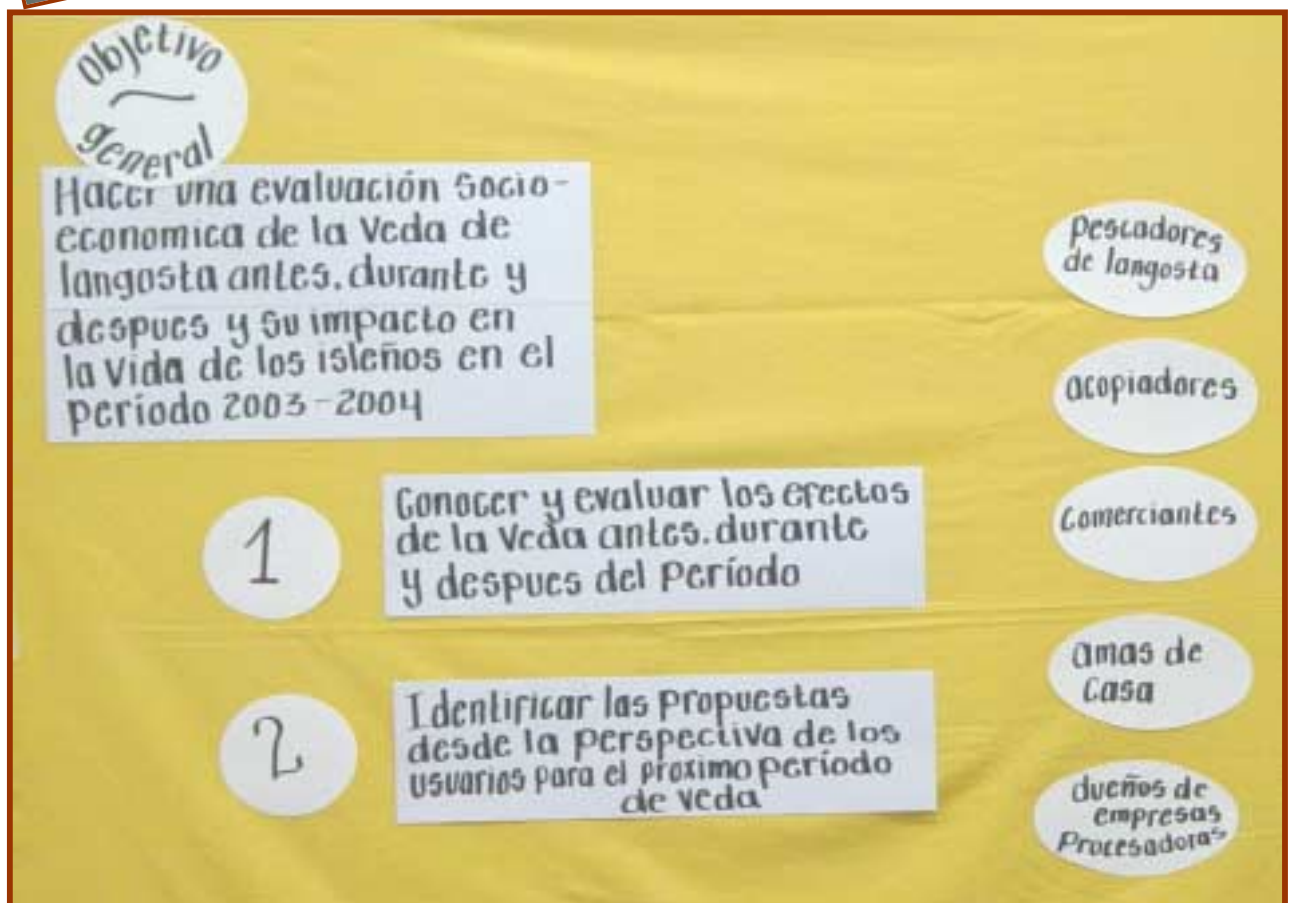 Objetivo
general
Hacer una evaluación Socio-
economica de la Veda de
langosta antes, durante y
despues y su impacto en
la vida de los isleños en el
período 2003-2004
1
Conocer y evaluar los efectos
de la Veda antes, durante
y despues del Período
2
Identificar las Propuestas
desde la perspectiva de los
usuarios para el proximo período
de veda
Pescadores
de langosta
acopiadores
Comerciantes
amas de
Casa
dueños de
empresas
Procesadoras